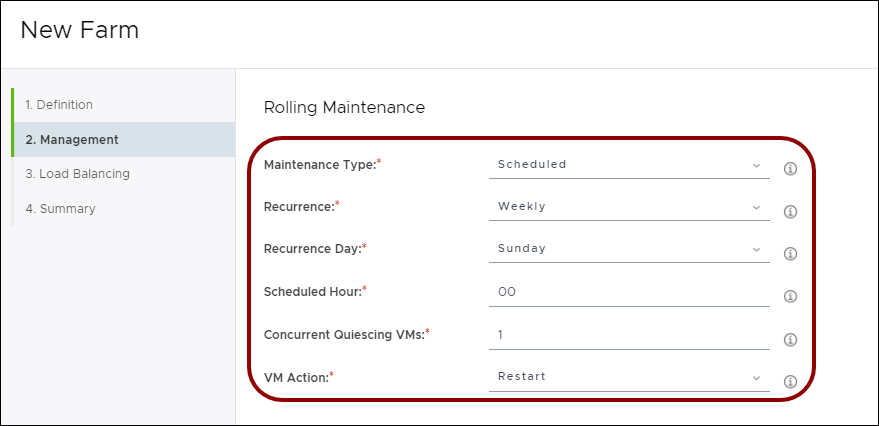 New Farm
1. Definition
2. Management
3. Load Balancing
4. Summary
Rolling Maintenance
Maintenance Type:* Scheduled
Recurrence:* Weekly
Recurrence Day:* Sunday
Scheduled Hour:* 00
Concurrent Quiescing VMs:* 1
VM Action:* Restart